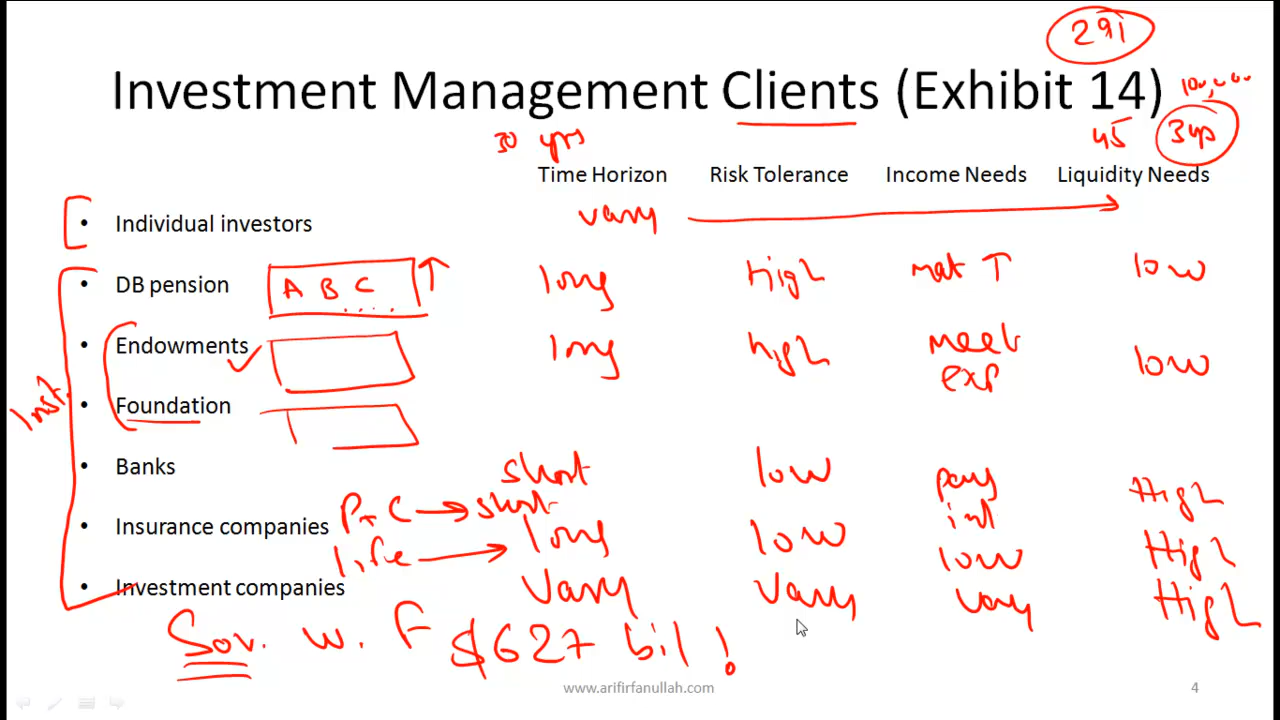 291
Investment Management Clients (Exhibit 14)
30 yrs 45 3yp
Time Horizon Risk Tolerance Income Needs Liquidity Needs
• Individual investors vary
• DB pension A B C .... ↑ long High mat ↑ low
• Endowments ✓ long high meet exp low
• Foundation
Inst.
• Banks short low pay int High
P+C → short
• Insurance companies long low low High
life →
• Investment companies Vary Vary vary High
Sov. w. F $627 bil!
www.arifirfanullah.com 4